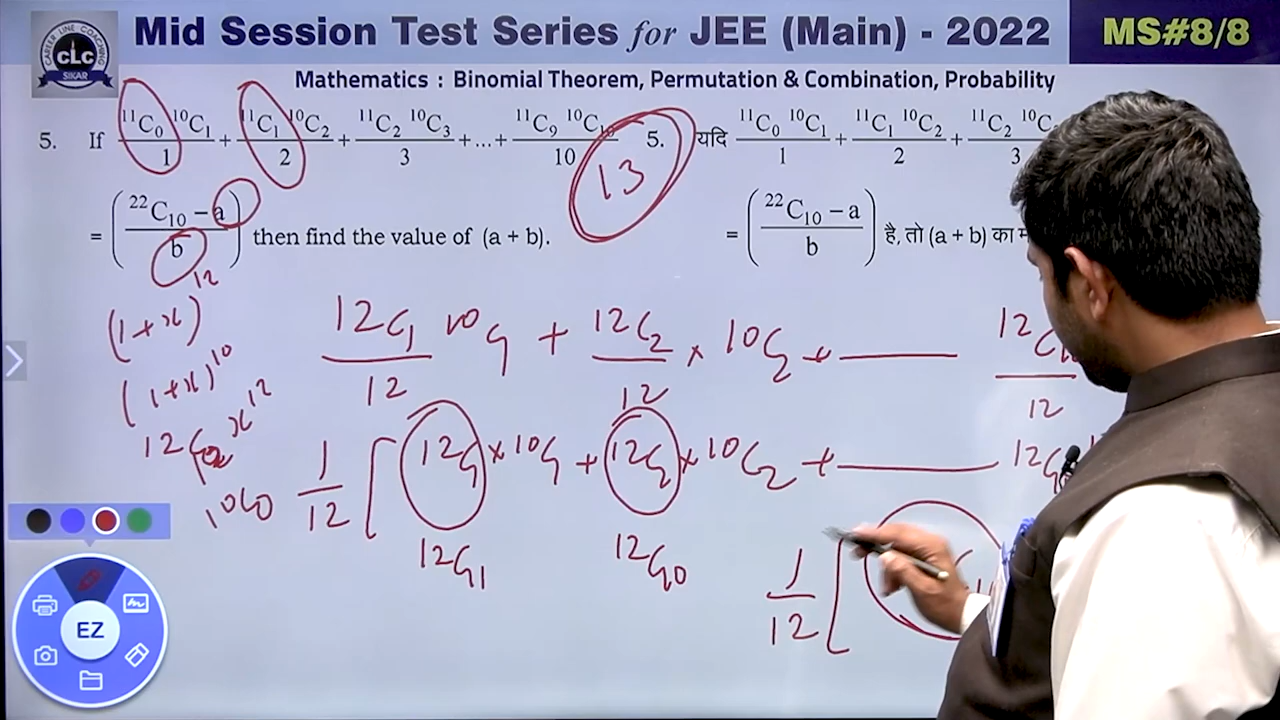 Mid Session Test Series for JEE (Main) - 2022
MS#8/8
CAREER LINE COACHING
CLC
SIKAR
Mathematics : Binomial Theorem, Permutation & Combination, Probability
5. If ¹¹C₀ ¹⁰C₁/1 + ¹¹C₁ ¹⁰C₂/2 + ¹¹C₂ ¹⁰C₃/3 +...+ ¹¹C₉ ¹⁰C₁₀/10
= (²²C₁₀ – a / b) then find the value of (a + b).
13
5. यदि ¹¹C₀ ¹⁰C₁/1 + ¹¹C₁ ¹⁰C₂/2 + ¹¹C₂ ¹⁰C/3
= (²²C₁₀ – a / b) है, तो (a + b) का
(1+x)¹²
(1+x)¹⁰
x¹²
¹⁰C₀
¹²C₁/12 ¹⁰C₁ + ¹²C₂/12 × ¹⁰C₂ + ¹²C/12
1/12 [ ¹²C₁ × ¹⁰C₁ + ¹²C₂ × ¹⁰C₂ + ¹²C
¹²C₁₁ ¹²C₁₀
1/12 [
EZ